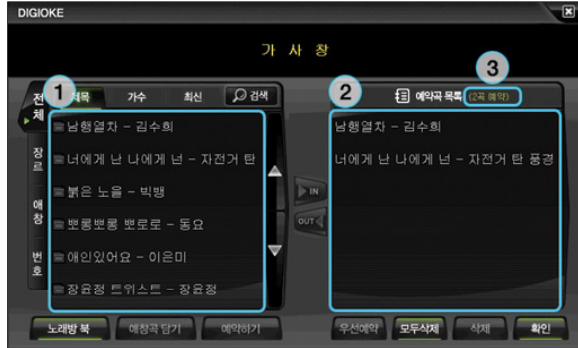 DIGIOKE
가 사 창
3
1
전체
제목 가수 최신 검색
2
예약곡 목록 (2곡 예약)
남행열차 - 김수희
너에게 난 나에게 넌 - 자전거 탄
붉은 노을 - 빅뱅
뽀롱뽀롱 뽀로로 - 동요
애인있어요 - 이은미
장윤정 트위스트 - 장윤정
장르
애창
번호
IN
OUT
남행열차 - 김수희
너에게 난 나에게 넌 - 자전거 탄 풍경
노래방 북 애창곡 담기 예약하기
우선예약 모두삭제 삭제 확인